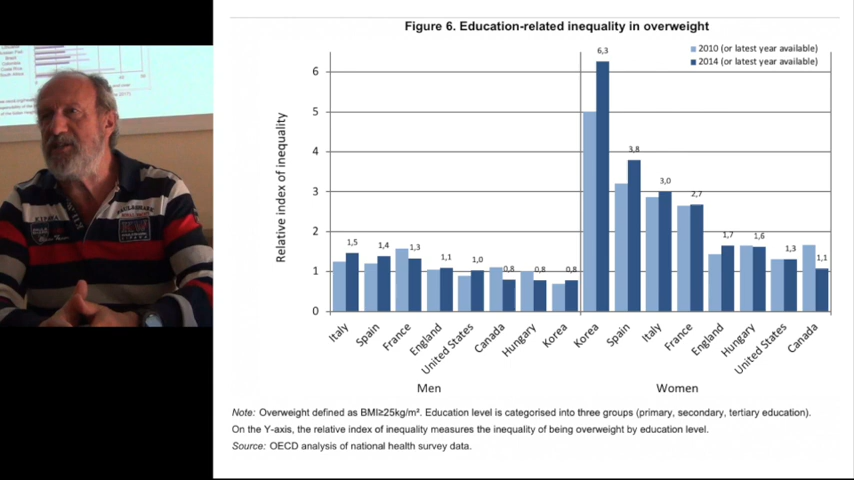 Figure 6. Education-related inequality in overweight
2010 (or latest year available)
2014 (or latest year available)
Relative index of inequality
6
5
4
3
2
1
0
1,5
1,4
1,3
1,1
1,0
0,8
0,8
0,8
6,3
3,8
3,0
2,7
1,7
1,6
1,3
1,1
Italy
Spain
France
England
United States
Canada
Hungary
Korea
Korea
Spain
Italy
France
England
Hungary
United States
Canada
Men
Women
Note: Overweight defined as BMI≥25kg/m². Education level is categorised into three groups (primary, secondary, tertiary education).
On the Y-axis, the relative index of inequality measures the inequality of being overweight by education level.
Source: OECD analysis of national health survey data.
Brazil
Colombia
Costa Rica
South Africa